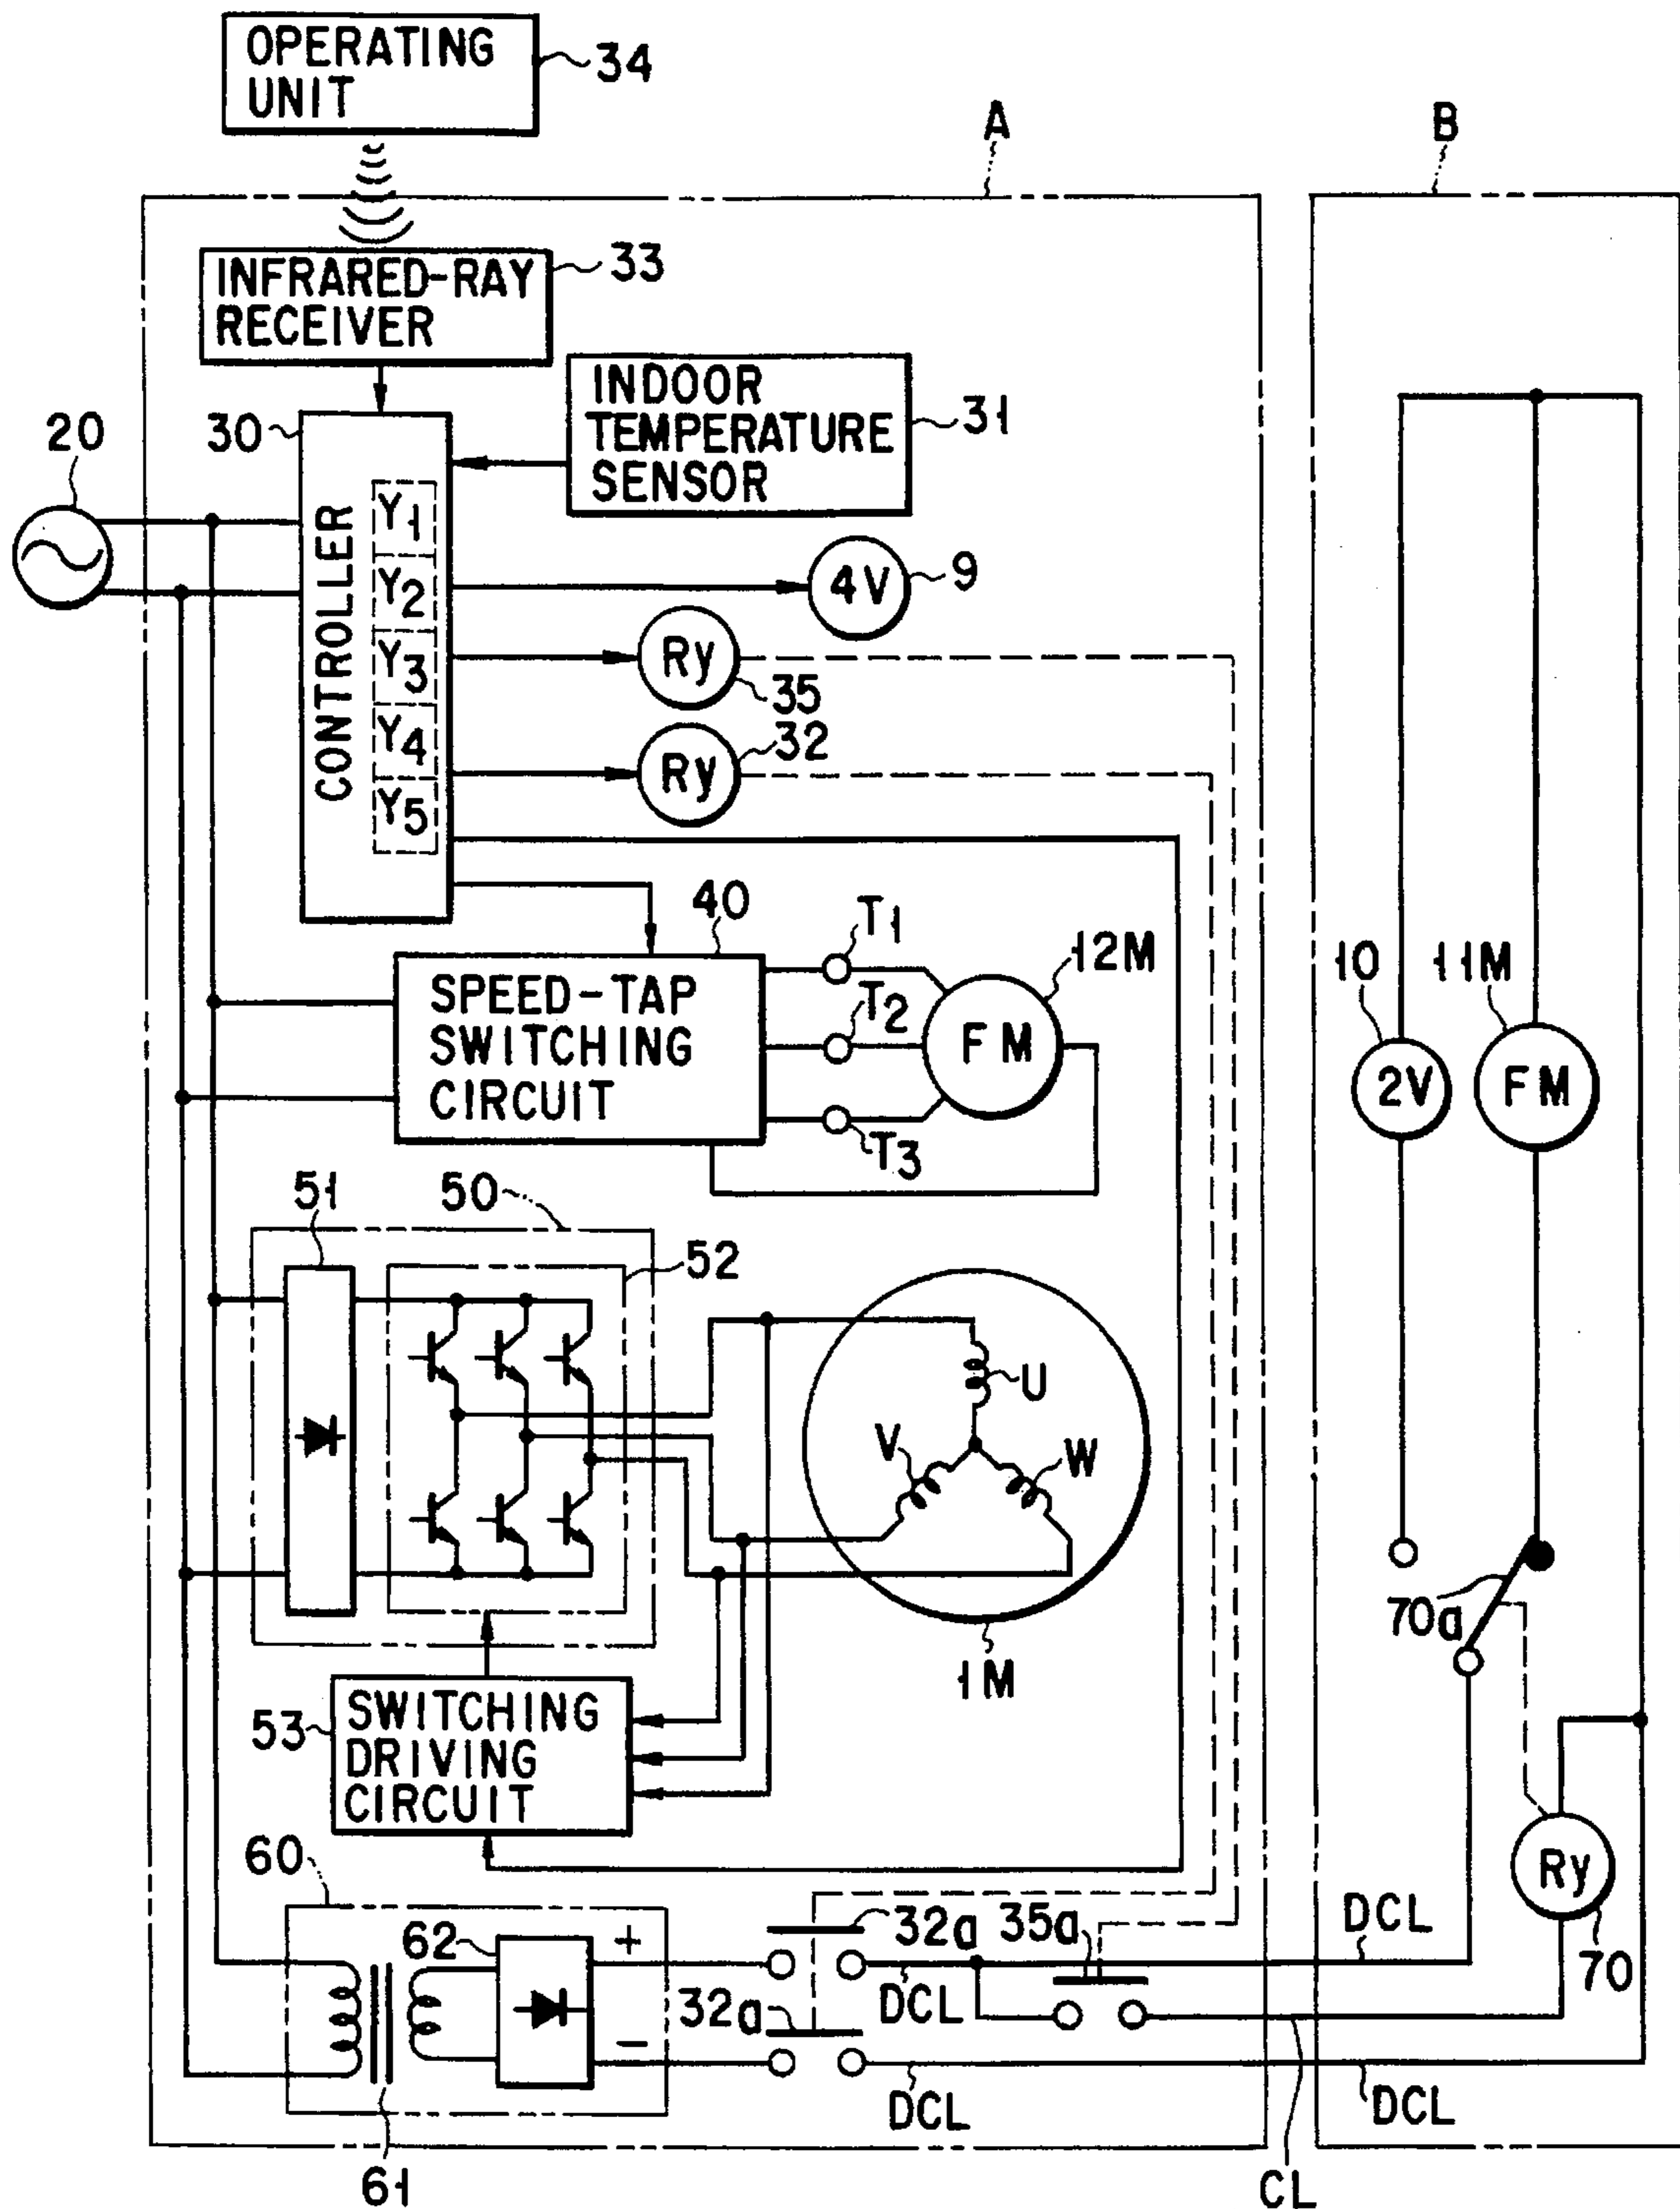 OPERATING
UNIT
34
A
B
INFRARED-RAY
RECEIVER
33
INDOOR
TEMPERATURE
SENSOR
31
20
30
CONTROLLER
Y1
Y2
Y3
Y4
Y5
4V
9
Ry
35
Ry
32
40
SPEED-TAP
SWITCHING
CIRCUIT
T1
T2
T3
12M
FM
10
11M
2V
FM
51
50
52
U
V
W
1M
70a
53
SWITCHING
DRIVING
CIRCUIT
60
62
+
−
61
32a
32a
35a
DCL
DCL
DCL
DCL
Ry
70
CL